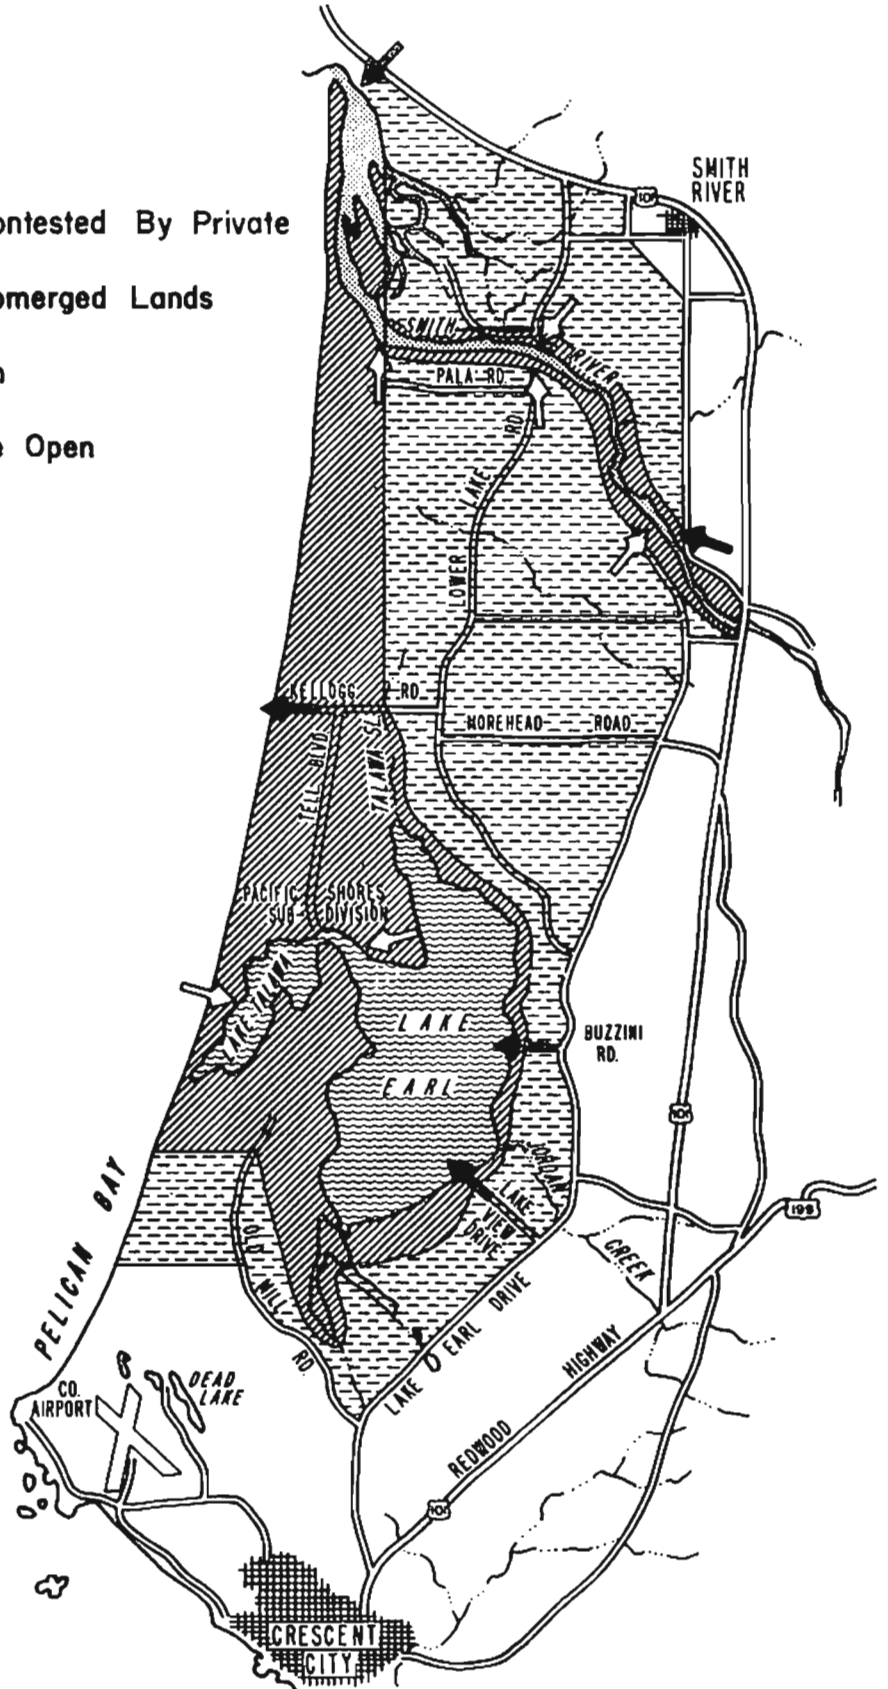 SMITH
RIVER
101
ontested By Private
omerged Lands
n
e Open
SMITH
RIVER
PALA RD.
LOWER LAKE RD.
KELLOGG RD.
MOREHEAD ROAD
TELL BLVD.
TALAWA SL.
PACIFIC SHORES
SUB-DIVISION
LAKE TALAWA
LAKE
EARL
BUZZINI
RD.
101
JORDAN
CREEK
LAKE
VIEW
DRIVE
199
PELICAN BAY
OLD MILL RD.
LAKE EARL DRIVE
REDWOOD HIGHWAY
DEAD
LAKE
CO.
AIRPORT
101
CRESCENT
CITY